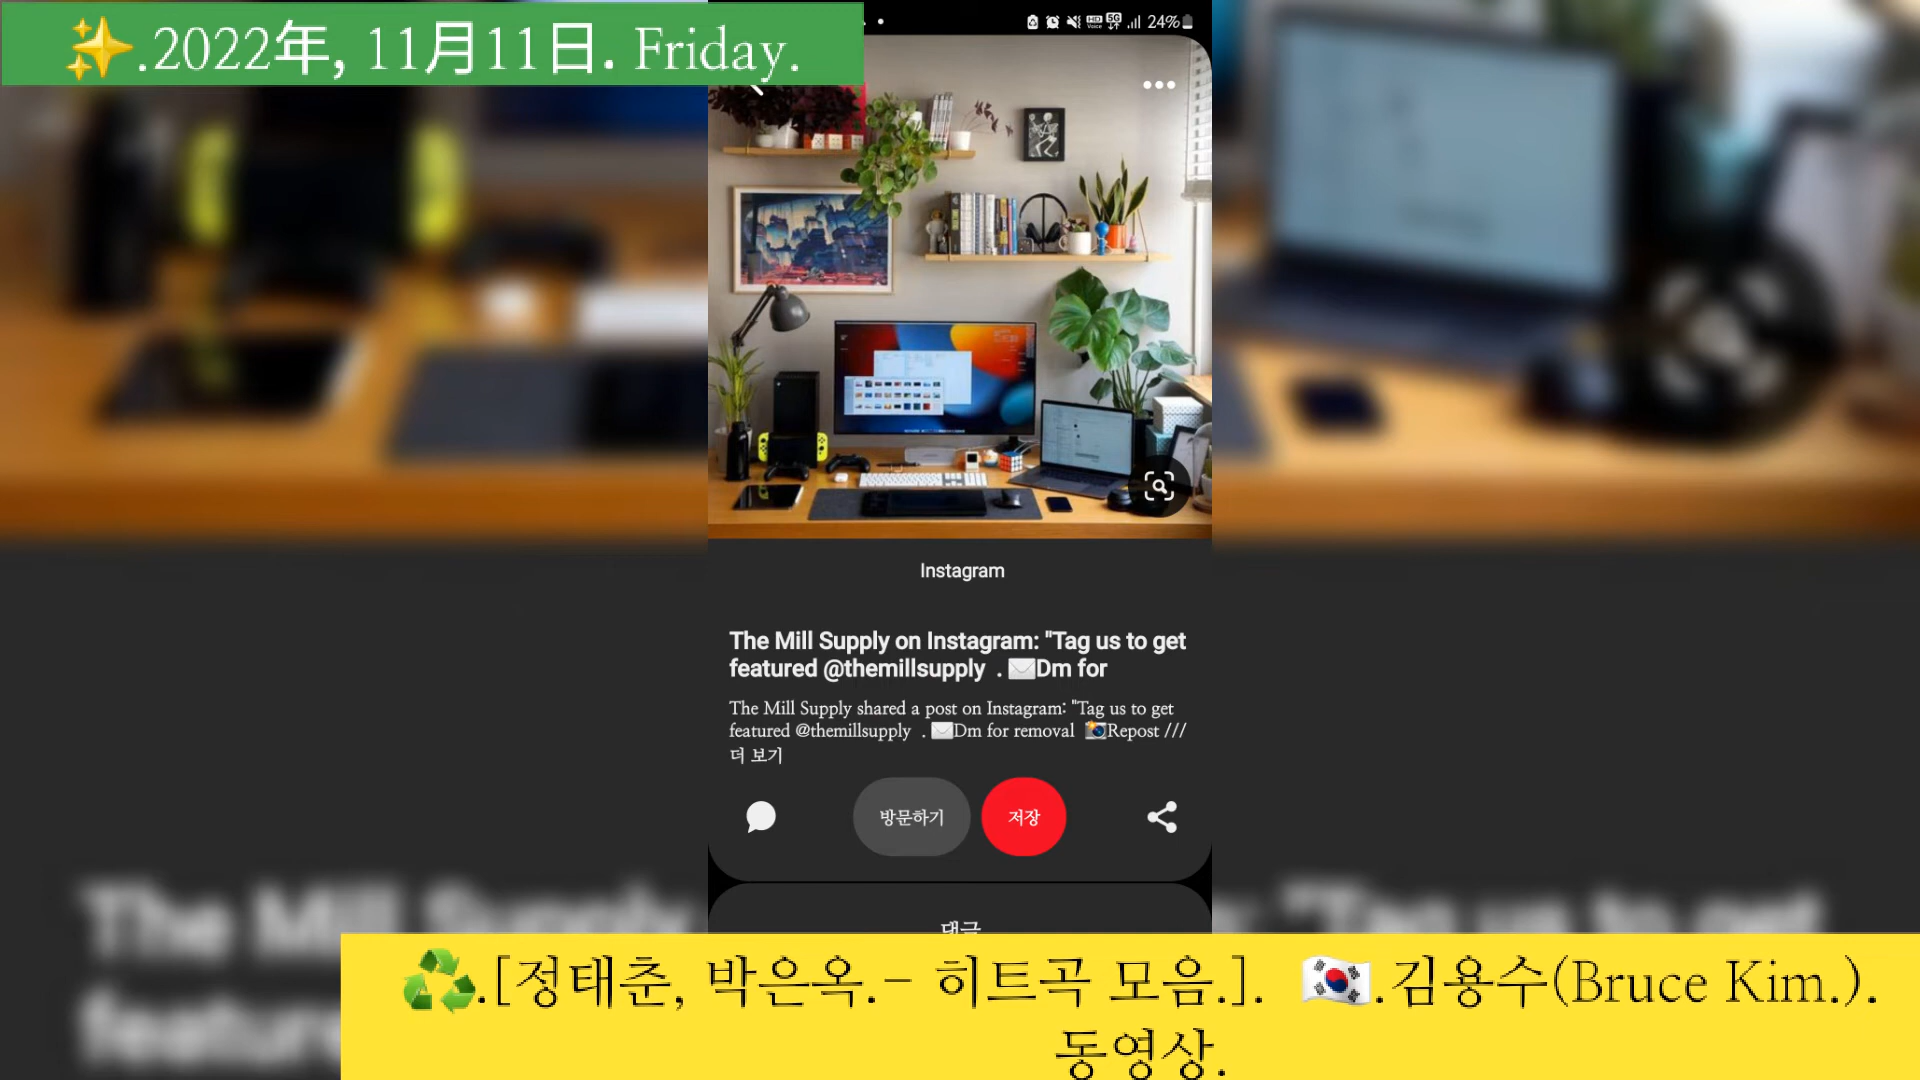 ✨.2022年, 11月11日. Friday.
24%
Instagram
The Mill Supply on Instagram: "Tag us to get
featured @themillsupply . ✉️Dm for
The Mill Supply shared a post on Instagram: "Tag us to get
featured @themillsupply . ✉️Dm for removal 📸Repost ///
더 보기
방문하기
저장
댓글
♻️.[정태춘, 박은옥.- 히트곡 모음.]. 🇰🇷.김용수(Bruce Kim.).
동영상.